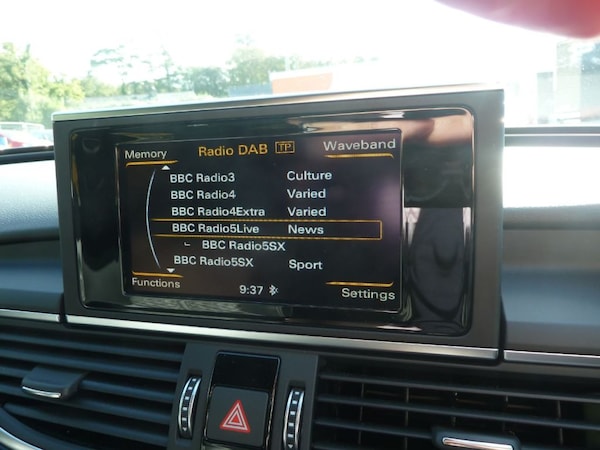 Memory Radio DAB TP Waveband
BBC Radio3 Culture
BBC Radio4 Varied
BBC Radio4Extra Varied
BBC Radio5Live News
BBC Radio5SX
BBC Radio5SX Sport
Functions 9:37 Settings